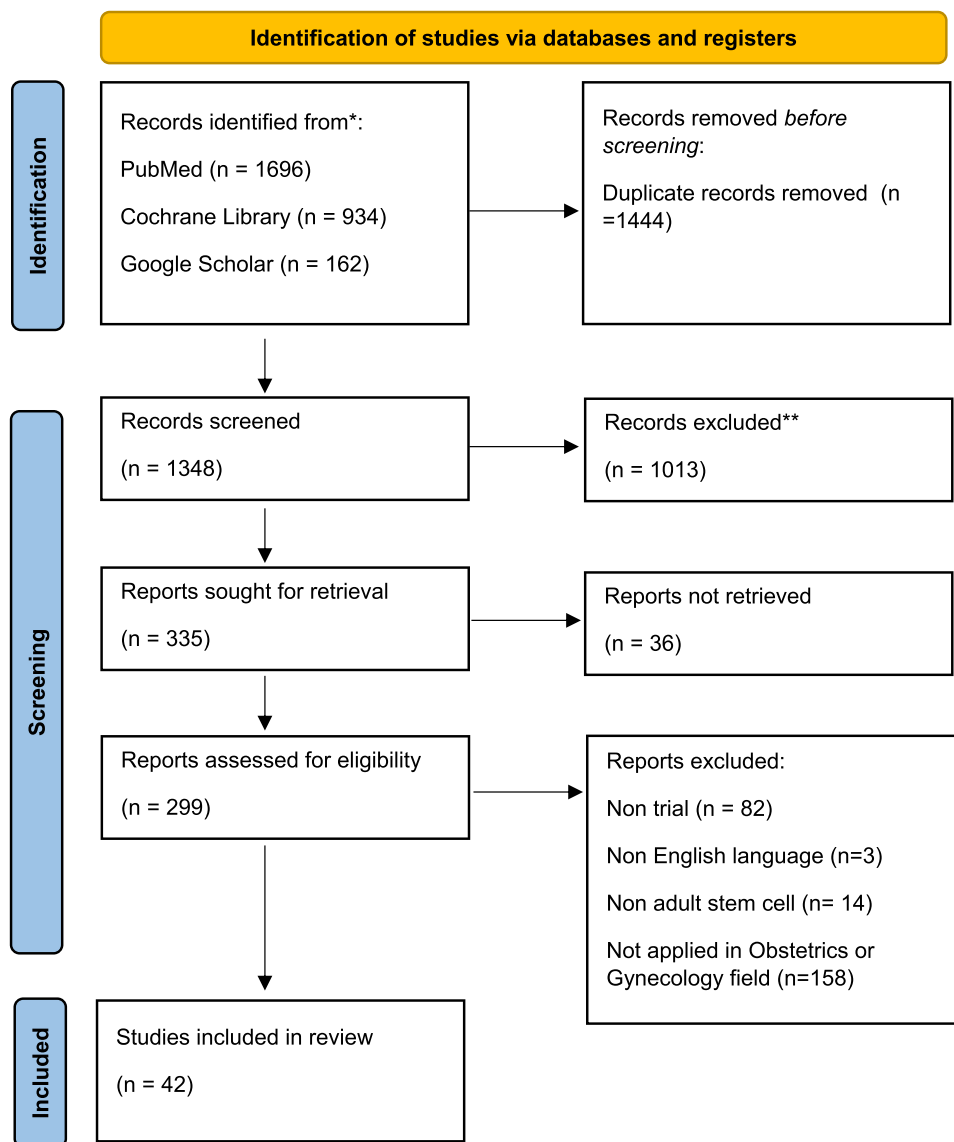 Identification of studies via databases and registers
Identification
Records identified from*:
PubMed (n = 1696)
Cochrane Library (n = 934)
Google Scholar (n = 162)
Records removed before
screening:
Duplicate records removed (n
=1444)
Screening
Records screened
(n = 1348)
Records excluded**
(n = 1013)
Reports sought for retrieval
(n = 335)
Reports not retrieved
(n = 36)
Reports assessed for eligibility
(n = 299)
Reports excluded:
Non trial (n = 82)
Non English language (n=3)
Non adult stem cell (n= 14)
Not applied in Obstetrics or
Gynecology field (n=158)
Included
Studies included in review
(n = 42)